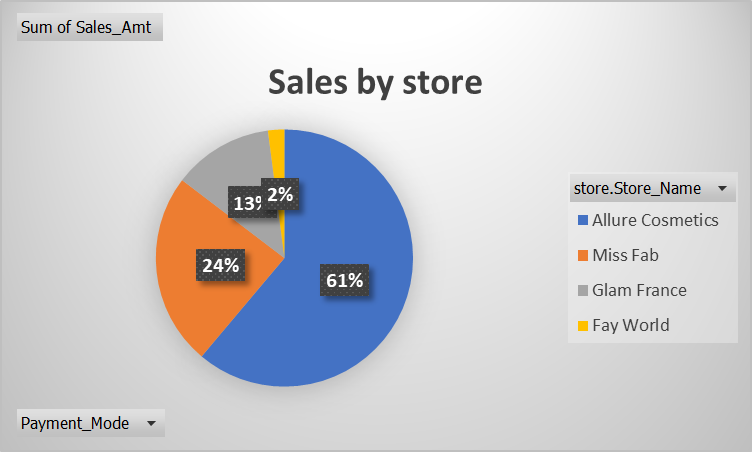 Sum of Sales_Amt
Sales by store
13%
2%
24%
61%
store.Store_Name
Allure Cosmetics
Miss Fab
Glam France
Fay World
Payment_Mode